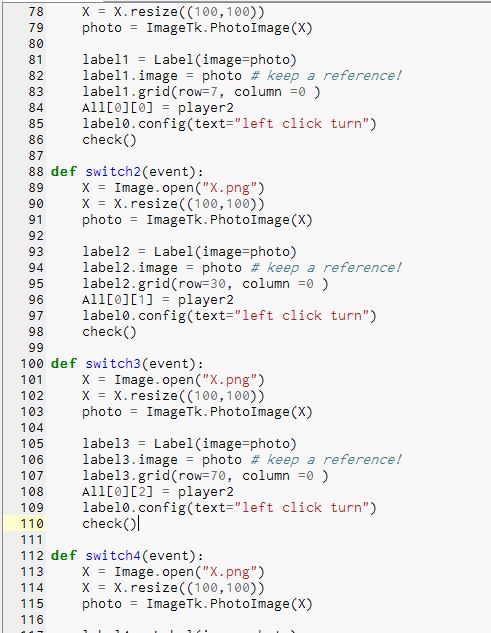 78 X = X.resize((100,100))
79 photo = ImageTk.PhotoImage(X)
80
81 label1 = Label(image=photo)
82 label1.image = photo # keep a reference!
83 label1.grid(row=7, column =0 )
84 All[0][0] = player2
85 label0.config(text="left click turn")
86 check()
87
88 def switch2(event):
89 X = Image.open("X.png")
90 X = X.resize((100,100))
91 photo = ImageTk.PhotoImage(X)
92
93 label2 = Label(image=photo)
94 label2.image = photo # keep a reference!
95 label2.grid(row=30, column =0 )
96 All[0][1] = player2
97 label0.config(text="left click turn")
98 check()
99
100 def switch3(event):
101 X = Image.open("X.png")
102 X = X.resize((100,100))
103 photo = ImageTk.PhotoImage(X)
104
105 label3 = Label(image=photo)
106 label3.image = photo # keep a reference!
107 label3.grid(row=70, column =0 )
108 All[0][2] = player2
109 label0.config(text="left click turn")
110 check()
111
112 def switch4(event):
113 X = Image.open("X.png")
114 X = X.resize((100,100))
115 photo = ImageTk.PhotoImage(X)
116